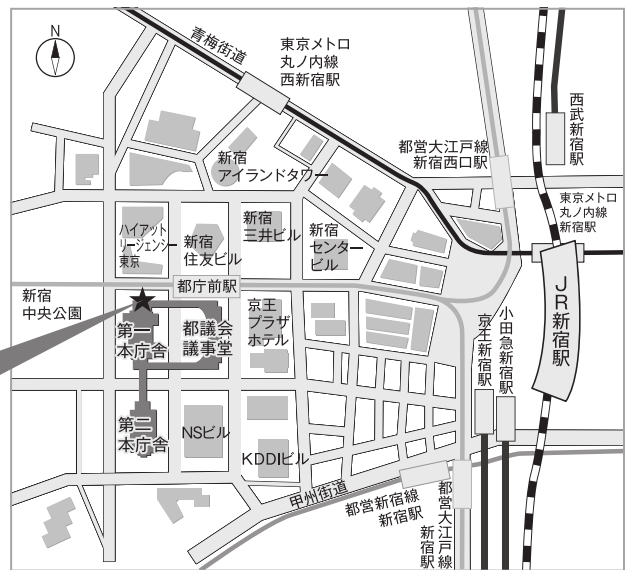 N
青梅街道
東京メトロ
丸ノ内線
西新宿駅
西武新宿駅
都営大江戸線
新宿西口駅
新宿
アイランドタワー
東京メトロ
丸ノ内線
新宿駅
ハイアット
リージェンシー
東京
新宿
住友ビル
新宿
三井ビル
新宿
センター
ビル
都庁前駅
新宿
中央公園
★
第一
本庁舎
都議会
議事堂
京王
プラザ
ホテル
JR新宿駅
小田急新宿駅
京王新宿駅
第二
本庁舎
NSビル
KDDIビル
甲州街道
都営新宿線
新宿駅
都営大江戸線
新宿駅